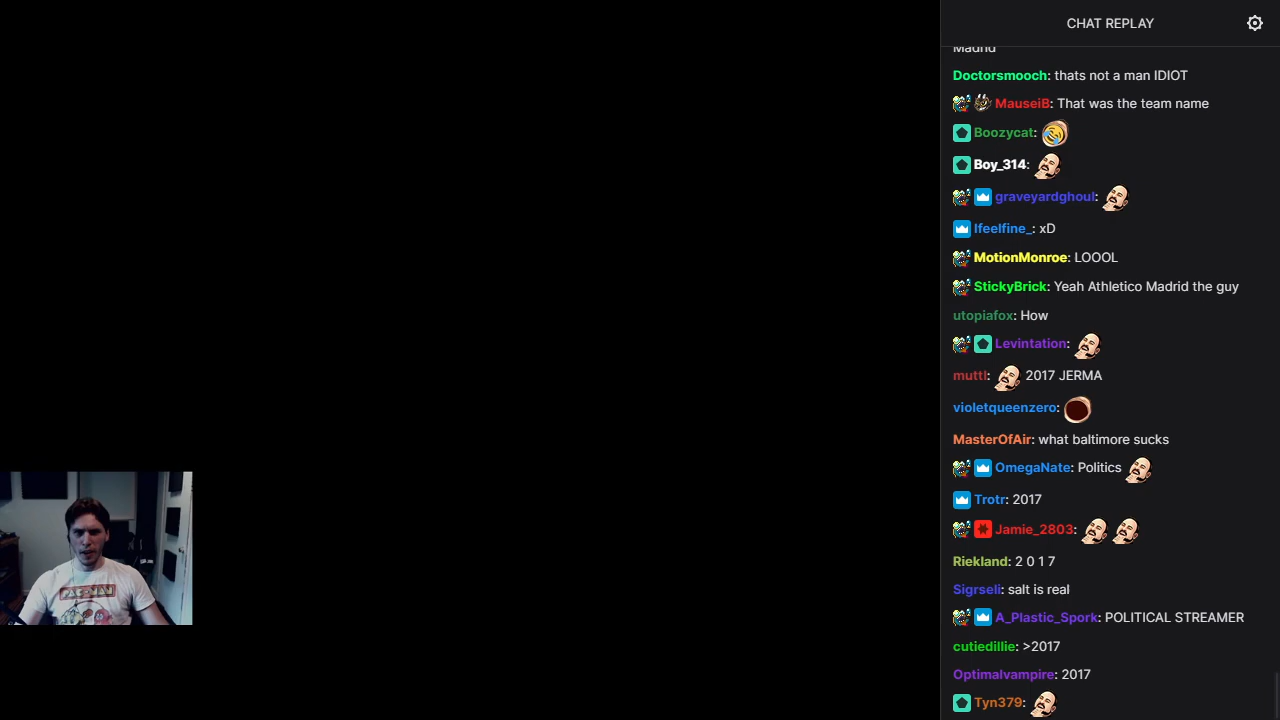 CHAT REPLAY
Madrid
Doctorsmooch: thats not a man IDIOT
MauseiB: That was the team name
Boozycat:
Boy_314:
graveyardghoul:
Ifeelfine_: xD
MotionMonroe: LOOOL
StickyBrick: Yeah Athletico Madrid the guy
utopiafox: How
Levintation:
muttl: 2017 JERMA
violetqueenzero:
MasterOfAir: what baltimore sucks
OmegaNate: Politics
Trotr: 2017
Jamie_2803:
Riekland: 2 0 1 7
Sigrseli: salt is real
A_Plastic_Spork: POLITICAL STREAMER
cutiedillie: >2017
Optimalvampire: 2017
Tyn379:
PAC-MAN